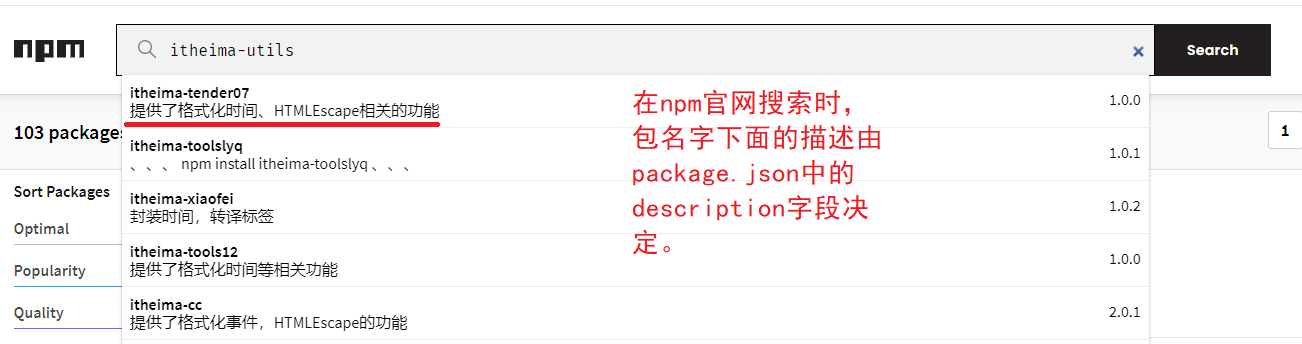 npm
itheima-utils
×
Search
itheima-tender07
提供了格式化时间、HTMLEscape相关的功能
1.0.0
itheima-toolslyq
、、、 npm install itheima-toolslyq 、、、
1.0.1
itheima-xiaofei
封装时间，转译标签
1.0.2
itheima-tools12
提供了格式化时间等相关功能
1.0.0
itheima-cc
提供了格式化事件，HTMLEscape的功能
2.0.1
在npm官网搜索时，
包名字下面的描述由
package.json中的
description字段决
定。
103 packages
1
Sort Packages
Optimal
Popularity
Quality